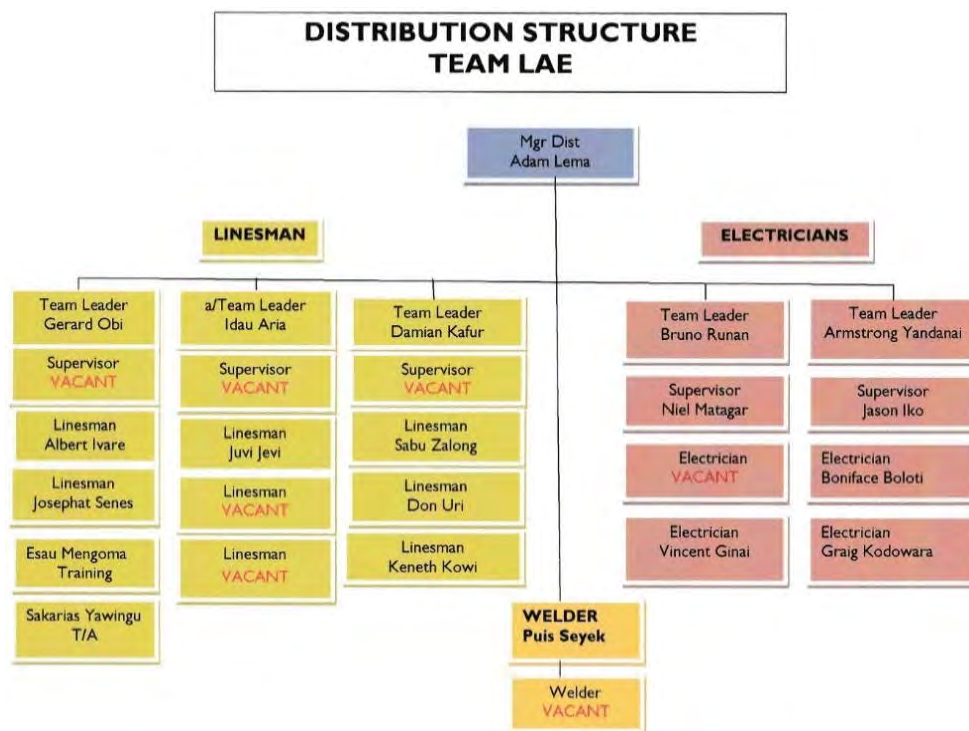 DISTRIBUTION STRUCTURE
TEAM LAE
Mgr Dist
Adam Lema
LINESMAN
ELECTRICIANS
Team Leader
Gerard Obi
Supervisor
VACANT
Linesman
Albert Ivare
Linesman
Josephat Senes
Esau Mengoma
Training
Sakarias Yawingu
T/A
a/Team Leader
Idau Aria
Supervisor
VACANT
Linesman
Juvi Jevi
Linesman
VACANT
Linesman
VACANT
Team Leader
Damian Kafur
Supervisor
VACANT
Linesman
Sabu Zalong
Linesman
Don Uri
Linesman
Keneth Kowi
WELDER
Puis Seyek
Welder
VACANT
Team Leader
Bruno Runan
Supervisor
Niel Matagar
Electrician
VACANT
Electrician
Vincent Ginai
Team Leader
Armstrong Yandanai
Supervisor
Jason Iko
Electrician
Boniface Boloti
Electrician
Graig Kodowara